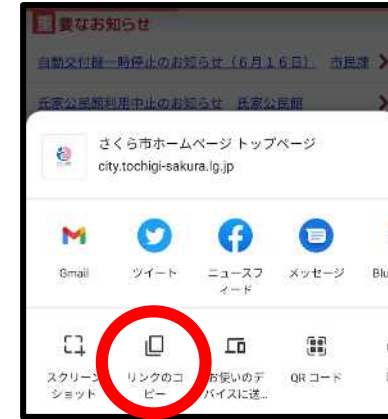 重要なお知らせ
自動交付機一時停止のお知らせ（6月16日） 市民課
氏家公民館利用中止のお知らせ 氏家公民館
さくら市ホームページ トップページ
city.tochigi-sakura.lg.jp
Gmail
ツイート
ニュースフ
ィード
メッセージ
Blu
スクリーン
ショット
リンクのコ
ピー
お使いのデ
バイスに送...
QR コード